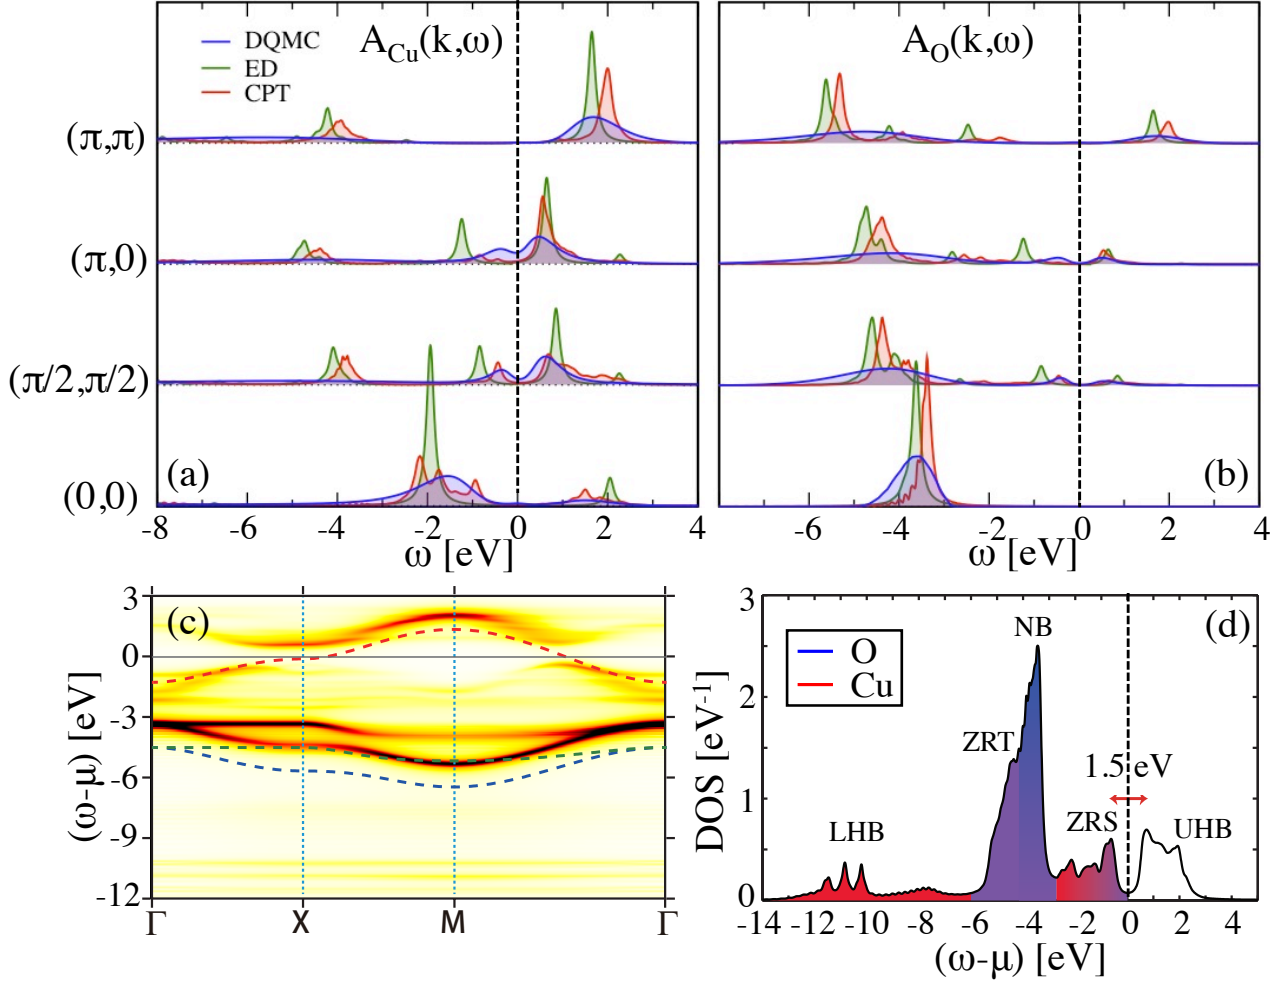 DQMC
ED
CPT
A_Cu(k,ω)
A_O(k,ω)
(π,π)
(π,0)
(π/2,π/2)
(0,0)
(a)
(b)
-8 -6 -4 -2 0 2 4
-6 -4 -2 0 2 4
ω [eV]
ω [eV]
(c)
3
0
-3
-6
-9
-12
(ω-μ) [eV]
Γ X M Γ
(d)
O
Cu
NB
ZRT
1.5 eV
LHB
ZRS
UHB
3
2
1
0
DOS [eV⁻¹]
-14 -12 -10 -8 -6 -4 -2 0 2 4
(ω-μ) [eV]